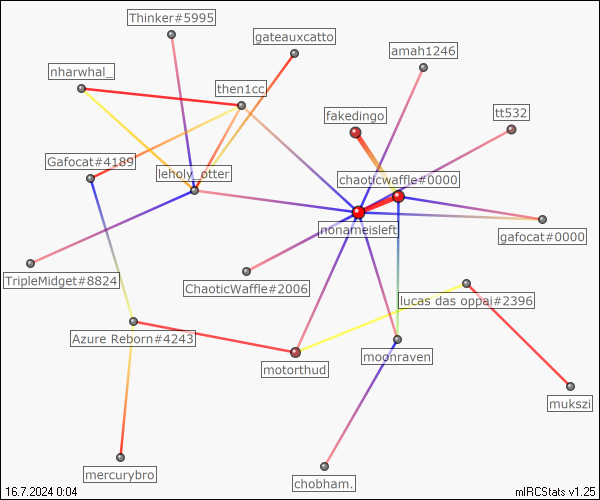 Thinker#5995
gateauxcatto
amah1246
nharwhal_
then1cc
fakedingo
tt532
Gafocat#4189
leholy_otter
chaoticwaffle#0000
nonameisleft
gafocat#0000
TripleMidget#8824
ChaoticWaffle#2006
lucas das oppai#2396
Azure Reborn#4243
motorthud
moonraven
mukszi
mercurybro
chobham.
16.7.2024 0:04
mIRCStats v1.25